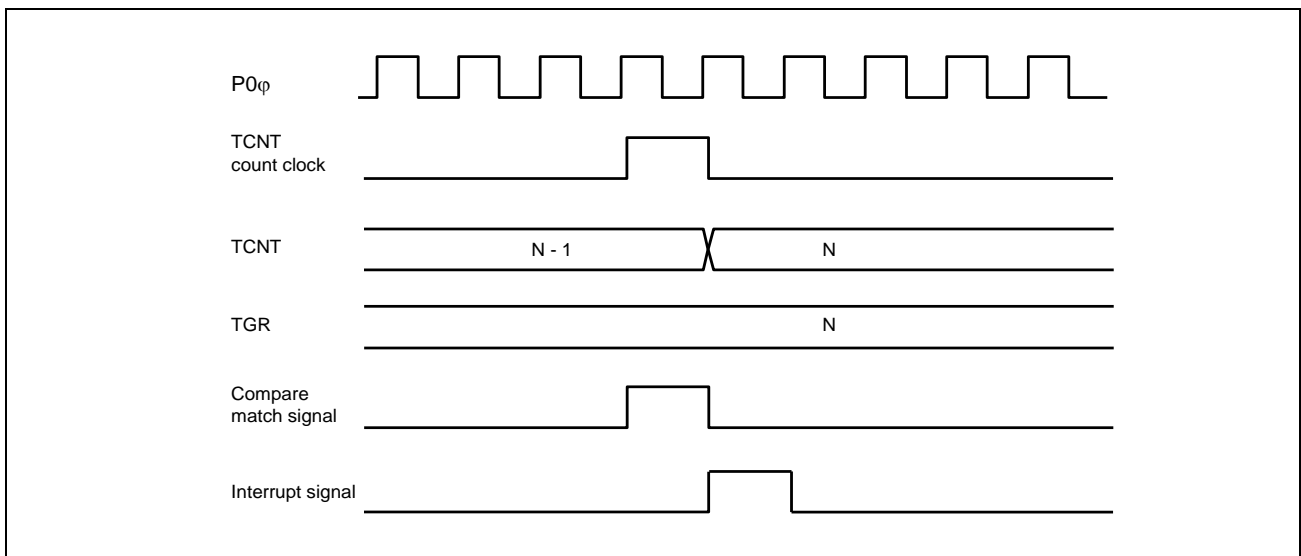 P0φ
TCNT
count clock
TCNT
N - 1
N
TGR
N
Compare
match signal
Interrupt signal